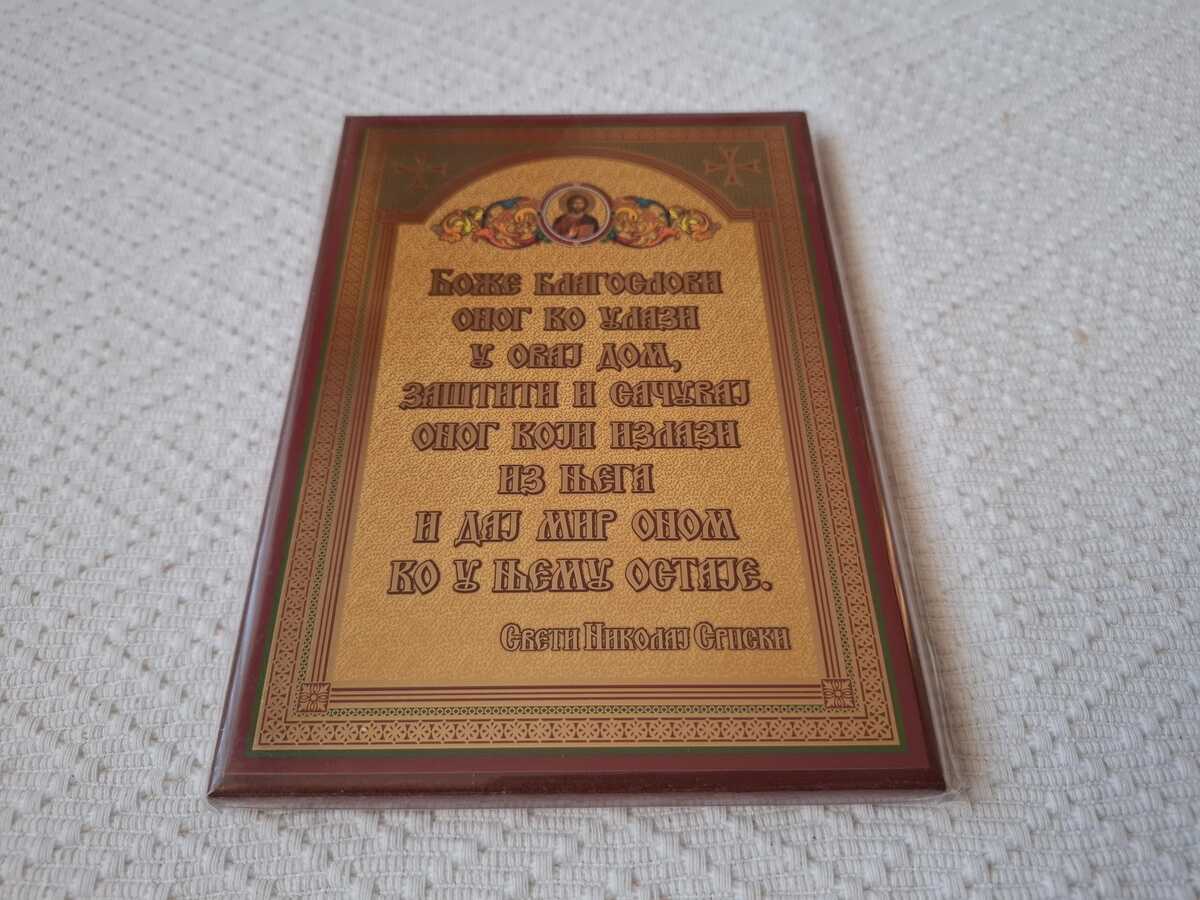 Боже благослови
оног ко улази
у овај дом,
заштити и сачувај
оног који излази
из њега
и дај мир оном
ко у њему остаје.
Свети Николај Српски